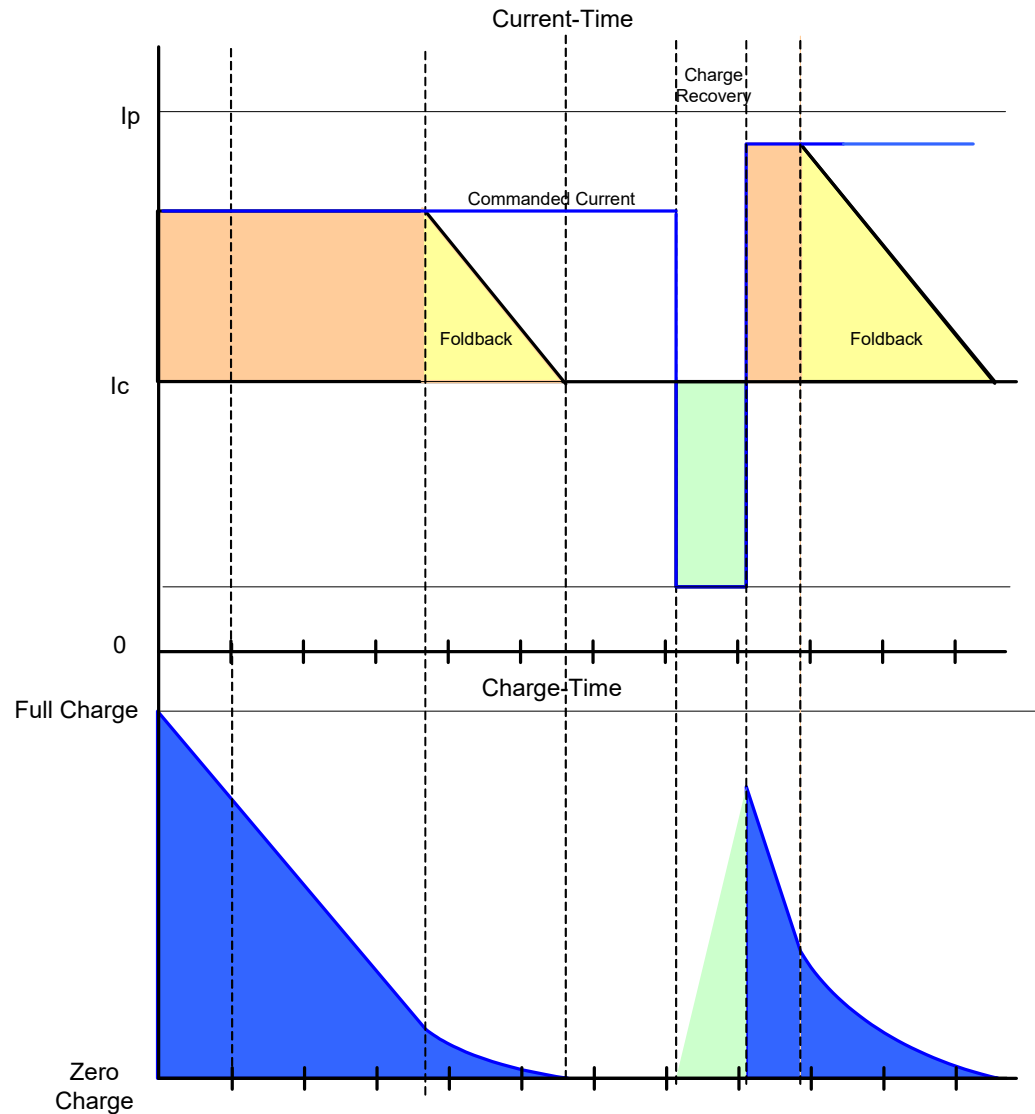 Current-Time
Charge
Recovery
Ip
Commanded Current
Foldback
Foldback
Ic
0
Charge-Time
Full Charge
Zero
Charge